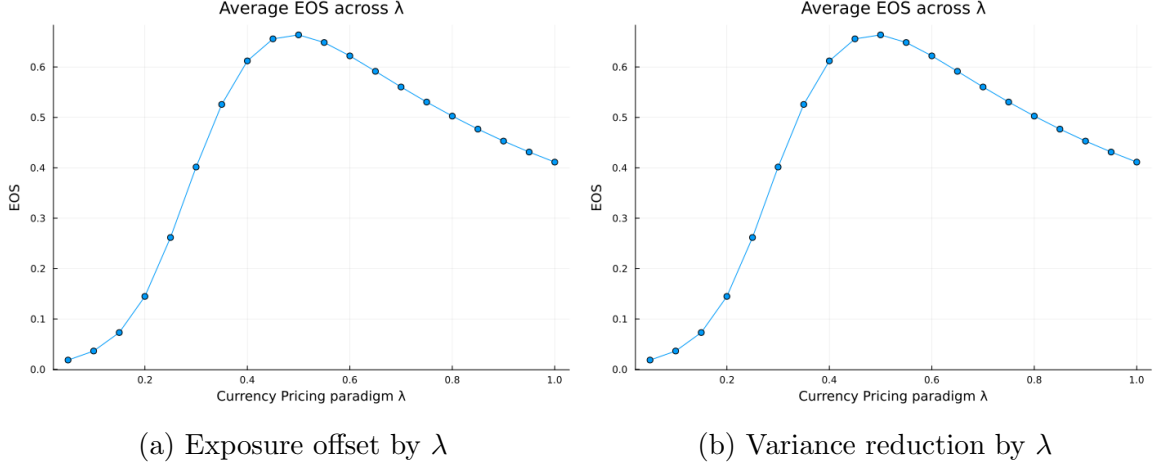 Average EOS across λ
EOS
0.6
0.5
0.4
0.3
0.2
0.1
0.0
0.2 0.4 0.6 0.8 1.0
Currency Pricing paradigm λ
(a) Exposure offset by λ
Average EOS across λ
EOS
0.6
0.5
0.4
0.3
0.2
0.1
0.0
0.2 0.4 0.6 0.8 1.0
Currency Pricing paradigm λ
(b) Variance reduction by λ